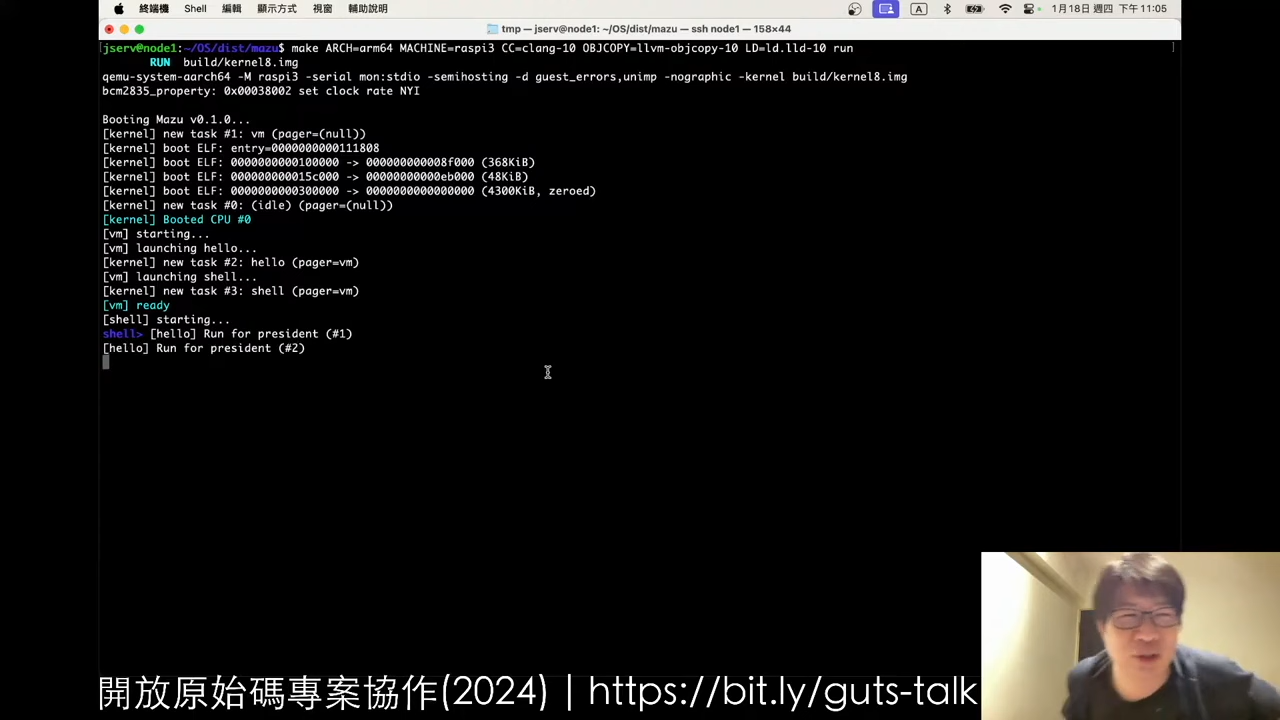 終端機 Shell 編輯 顯示方式 視窗 輔助說明 A 1月18日週四 下午11:05
tmp — jserv@node1: ~/OS/dist/mazu — ssh node1 — 158×44
jserv@node1:~/OS/dist/mazu$ make ARCH=arm64 MACHINE=raspi3 CC=clang-10 OBJCOPY=llvm-objcopy-10 LD=ld.lld-10 run
RUN build/kernel8.img
qemu-system-aarch64 -M raspi3 -serial mon:stdio -semihosting -d guest_errors,unimp -nographic -kernel build/kernel8.img
bcm2835_property: 0x00038002 set clock rate NYI
Booting Mazu v0.1.0...
[kernel] new task #1: vm (pager=(null))
[kernel] boot ELF: entry=0000000000111808
[kernel] boot ELF: 0000000000100000 -> 000000000008f000 (368KiB)
[kernel] boot ELF: 000000000015c000 -> 00000000000eb000 (48KiB)
[kernel] boot ELF: 0000000000300000 -> 0000000000000000 (4300KiB, zeroed)
[kernel] new task #0: (idle) (pager=(null))
[kernel] Booted CPU #0
[vm] starting...
[vm] launching hello...
[kernel] new task #2: hello (pager=vm)
[vm] launching shell...
[kernel] new task #3: shell (pager=vm)
[vm] ready
[shell] starting...
shell> [hello] Run for president (#1)
[hello] Run for president (#2)
開放原始碼專案協作(2024) | https://bit.ly/guts-talk